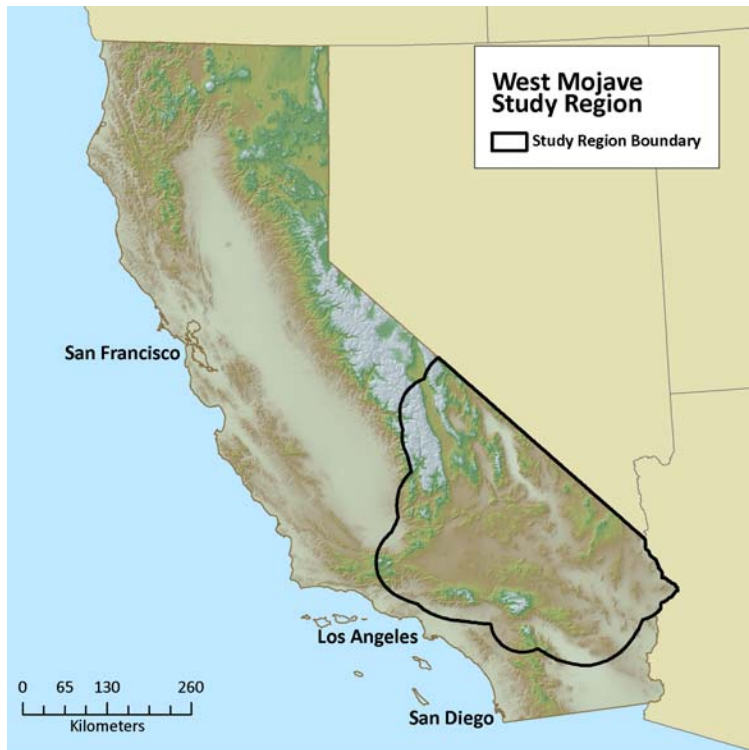 West Mojave
Study Region
Study Region Boundary
San Francisco
Los Angeles
San Diego
0 65 130 260
Kilometers